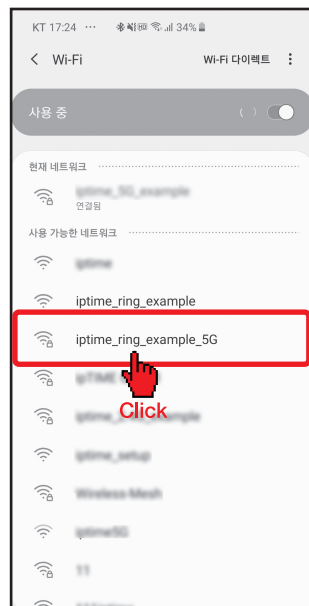 KT 17:24 ··· 34%
Wi-Fi
Wi-Fi 다이렉트
사용 중
현재 네트워크
iptime_5G_example
연결됨
사용 가능한 네트워크
iptime
iptime_ring_example
iptime_ring_example_5G
ipTIME
Click
iptime_setup
Wireless-Mesh
iptime5G
11